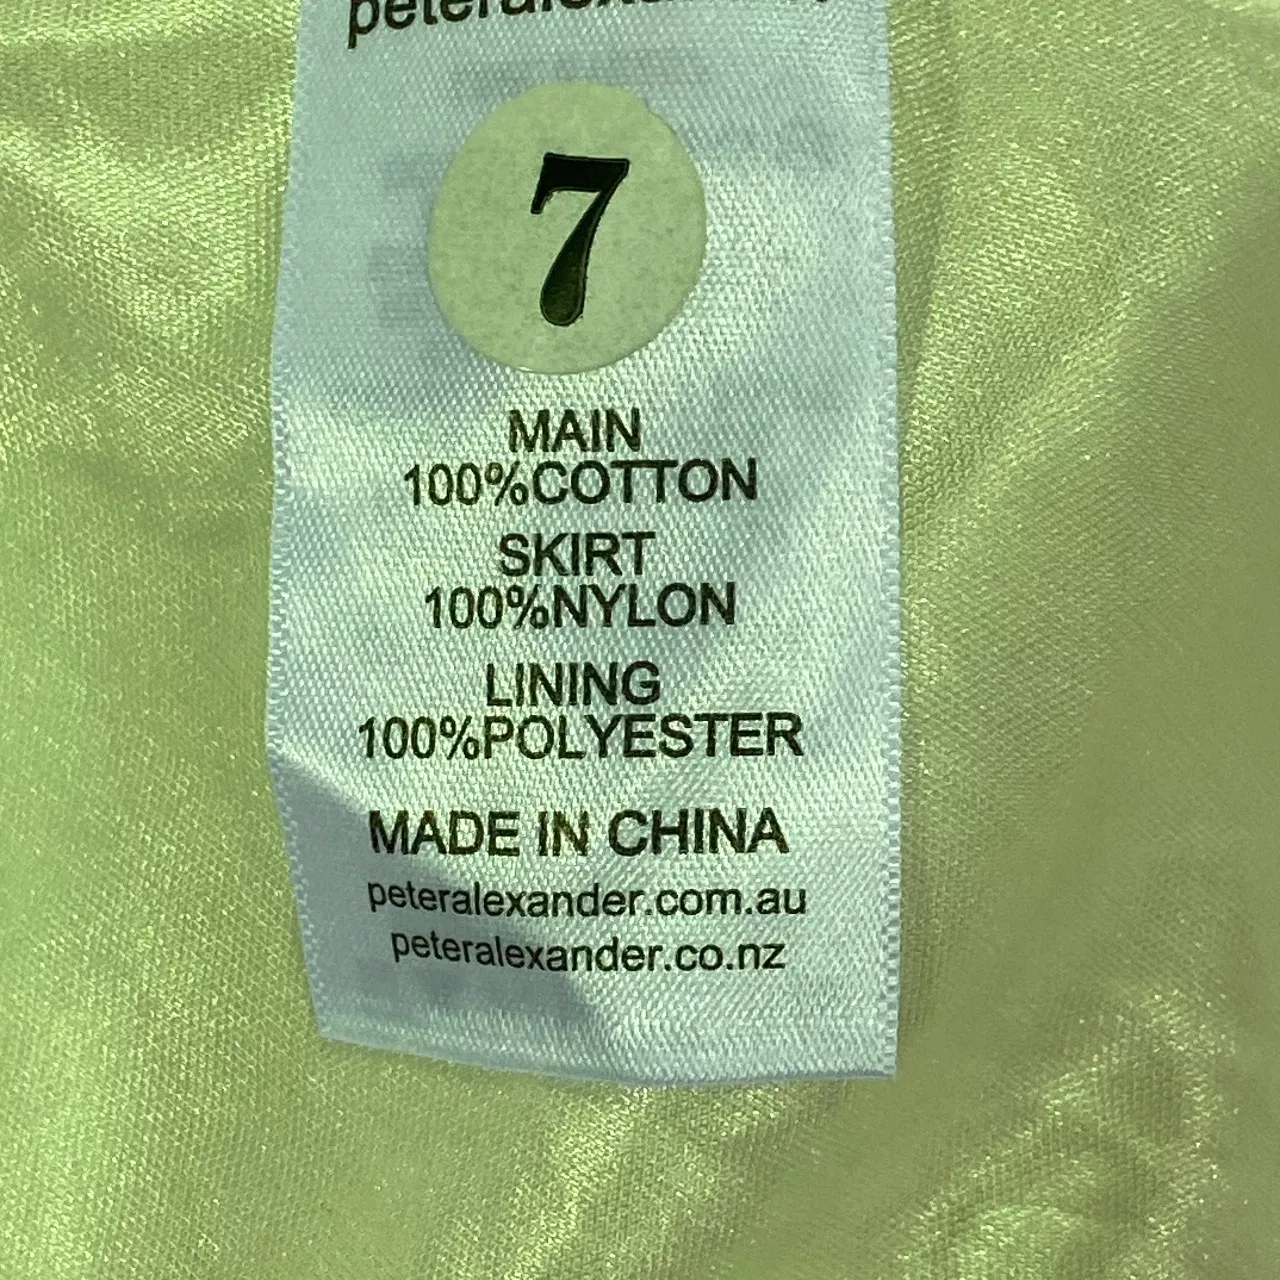 7
MAIN
100%COTTON
SKIRT
100%NYLON
LINING
100%POLYESTER
MADE IN CHINA
peteralexander.com.au
peteralexander.co.nz